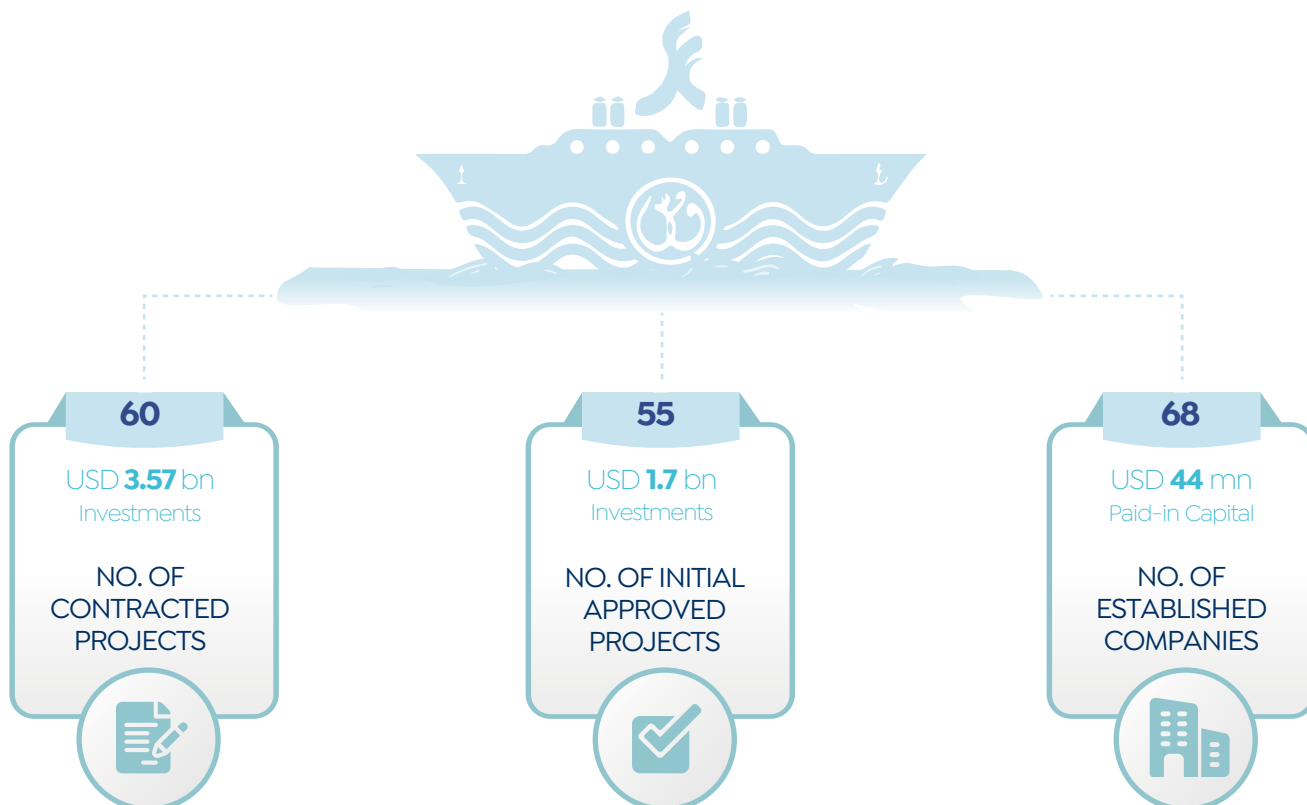 60
USD 3.57 bn
Investments
NO. OF
CONTRACTED
PROJECTS
55
USD 1.7 bn
Investments
NO. OF INITIAL
APPROVED
PROJECTS
68
USD 44 mn
Paid-in Capital
NO. OF
ESTABLISHED
COMPANIES